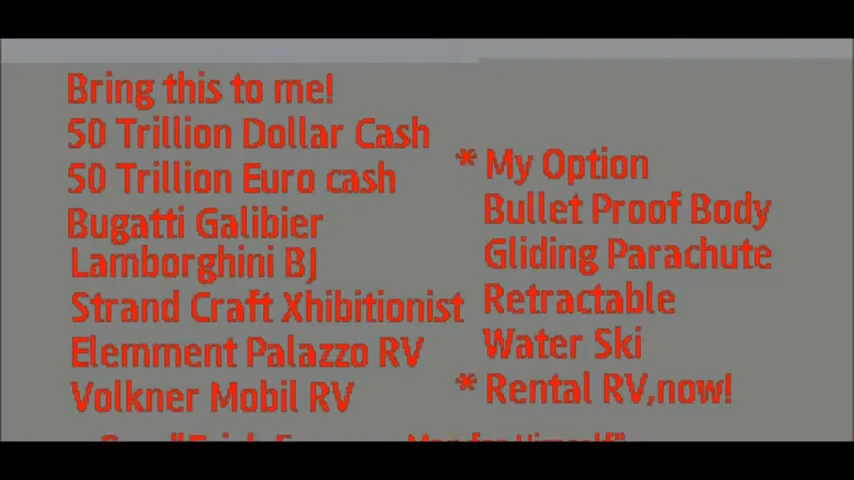 Bring this to me!
50 Trillion Dollar Cash
50 Trillion Euro cash
Bugatti Galibier
Lamborghini BJ
Strand Craft Xhibitionist
Elemment Palazzo RV
Volkner Mobil RV
* My Option
Bullet Proof Body
Gliding Parachute
Retractable
Water Ski
* Rental RV,now!